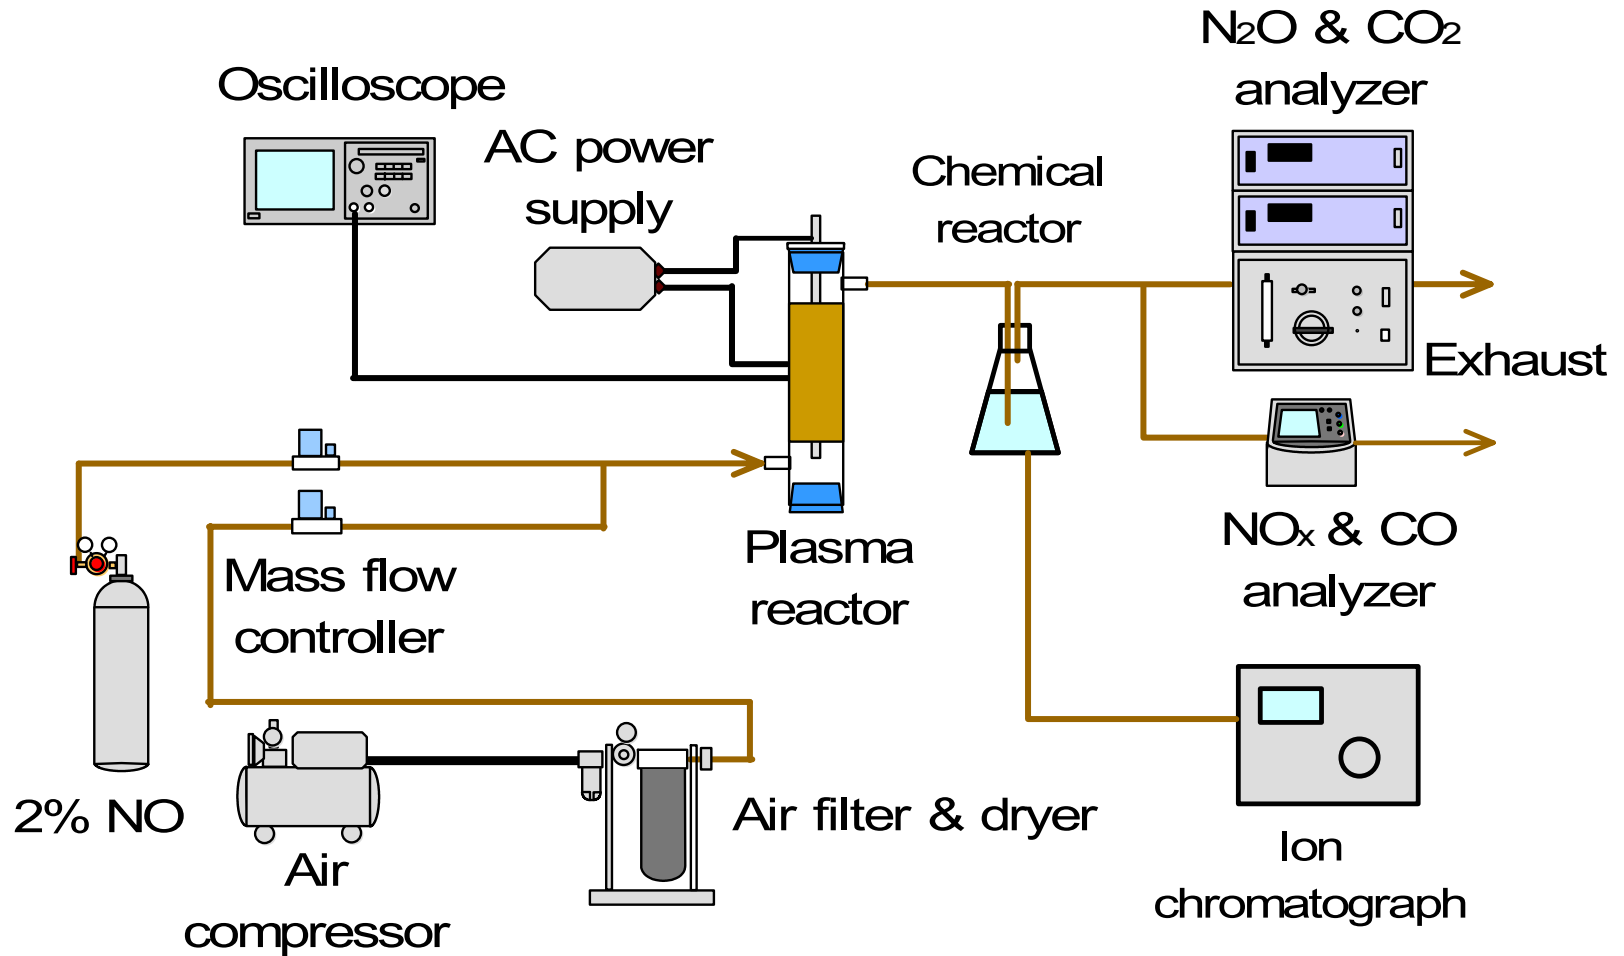 N₂O & CO₂
analyzer
Oscilloscope
AC power
supply
Chemical
reactor
Exhaust
Plasma
reactor
NOₓ & CO
analyzer
Mass flow
controller
2% NO
Air filter & dryer
Air
compressor
Ion
chromatograph